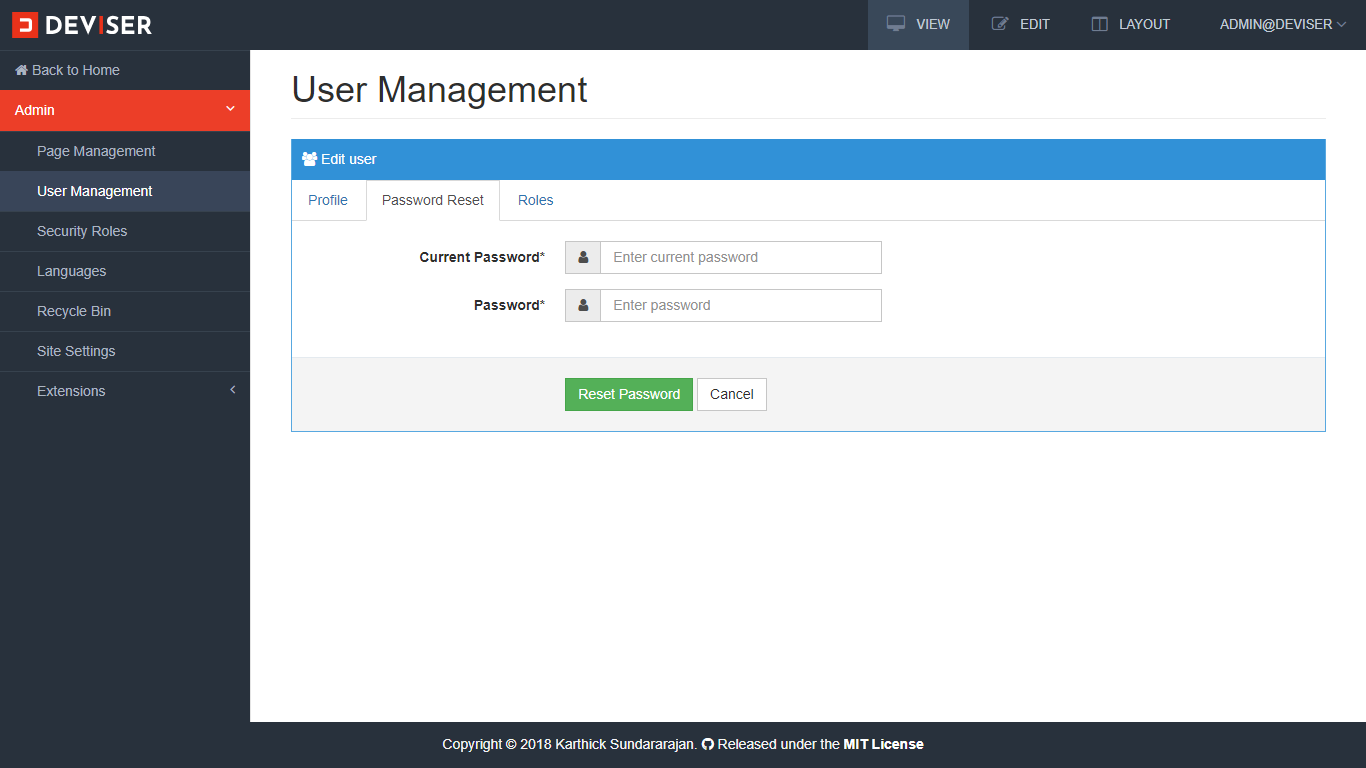 DEVISER
VIEW
EDIT
LAYOUT
ADMIN@DEVISER
Back to Home
Admin
Page Management
User Management
Security Roles
Languages
Recycle Bin
Site Settings
Extensions
User Management
Edit user
Profile
Password Reset
Roles
Current Password*
Enter current password
Password*
Enter password
Reset Password
Cancel
Copyright © 2018 Karthick Sundararajan. Released under the MIT License